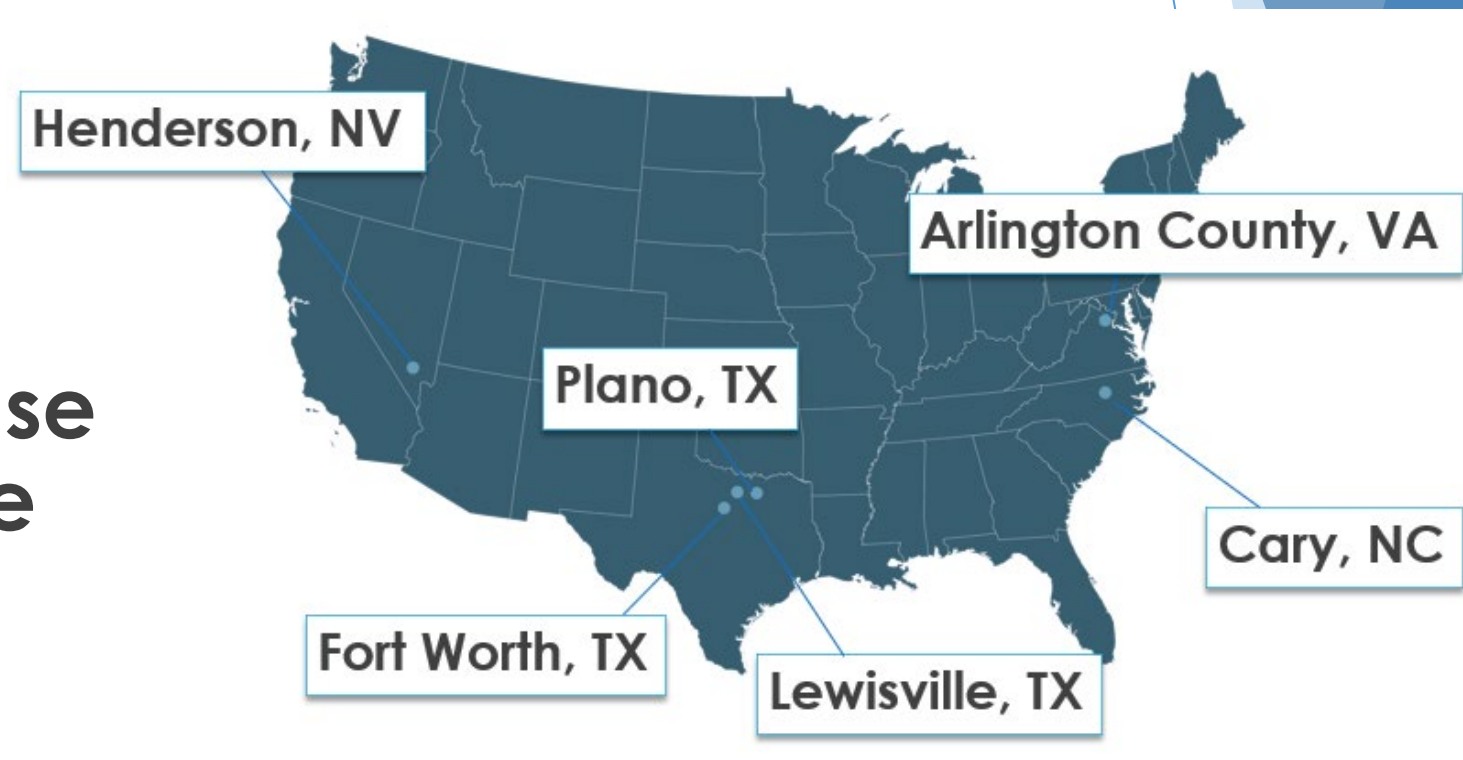 Henderson, NV
Arlington County, VA
Plano, TX
se
e
Cary, NC
Fort Worth, TX
Lewisville, TX